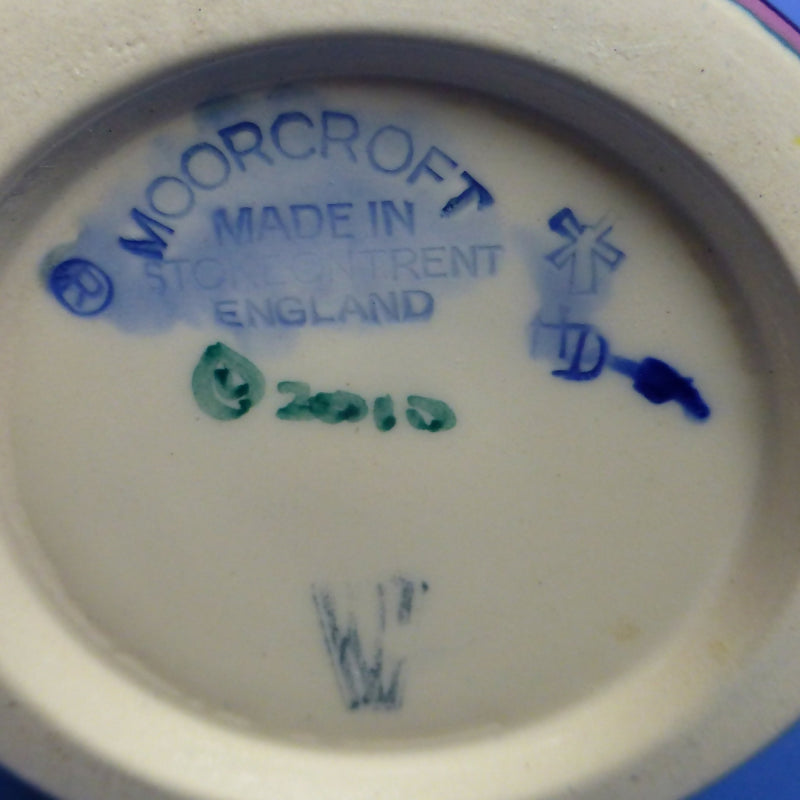 MOORCROFT
MADE IN
STOKE ON TRENT
ENGLAND
®
© 2010
W